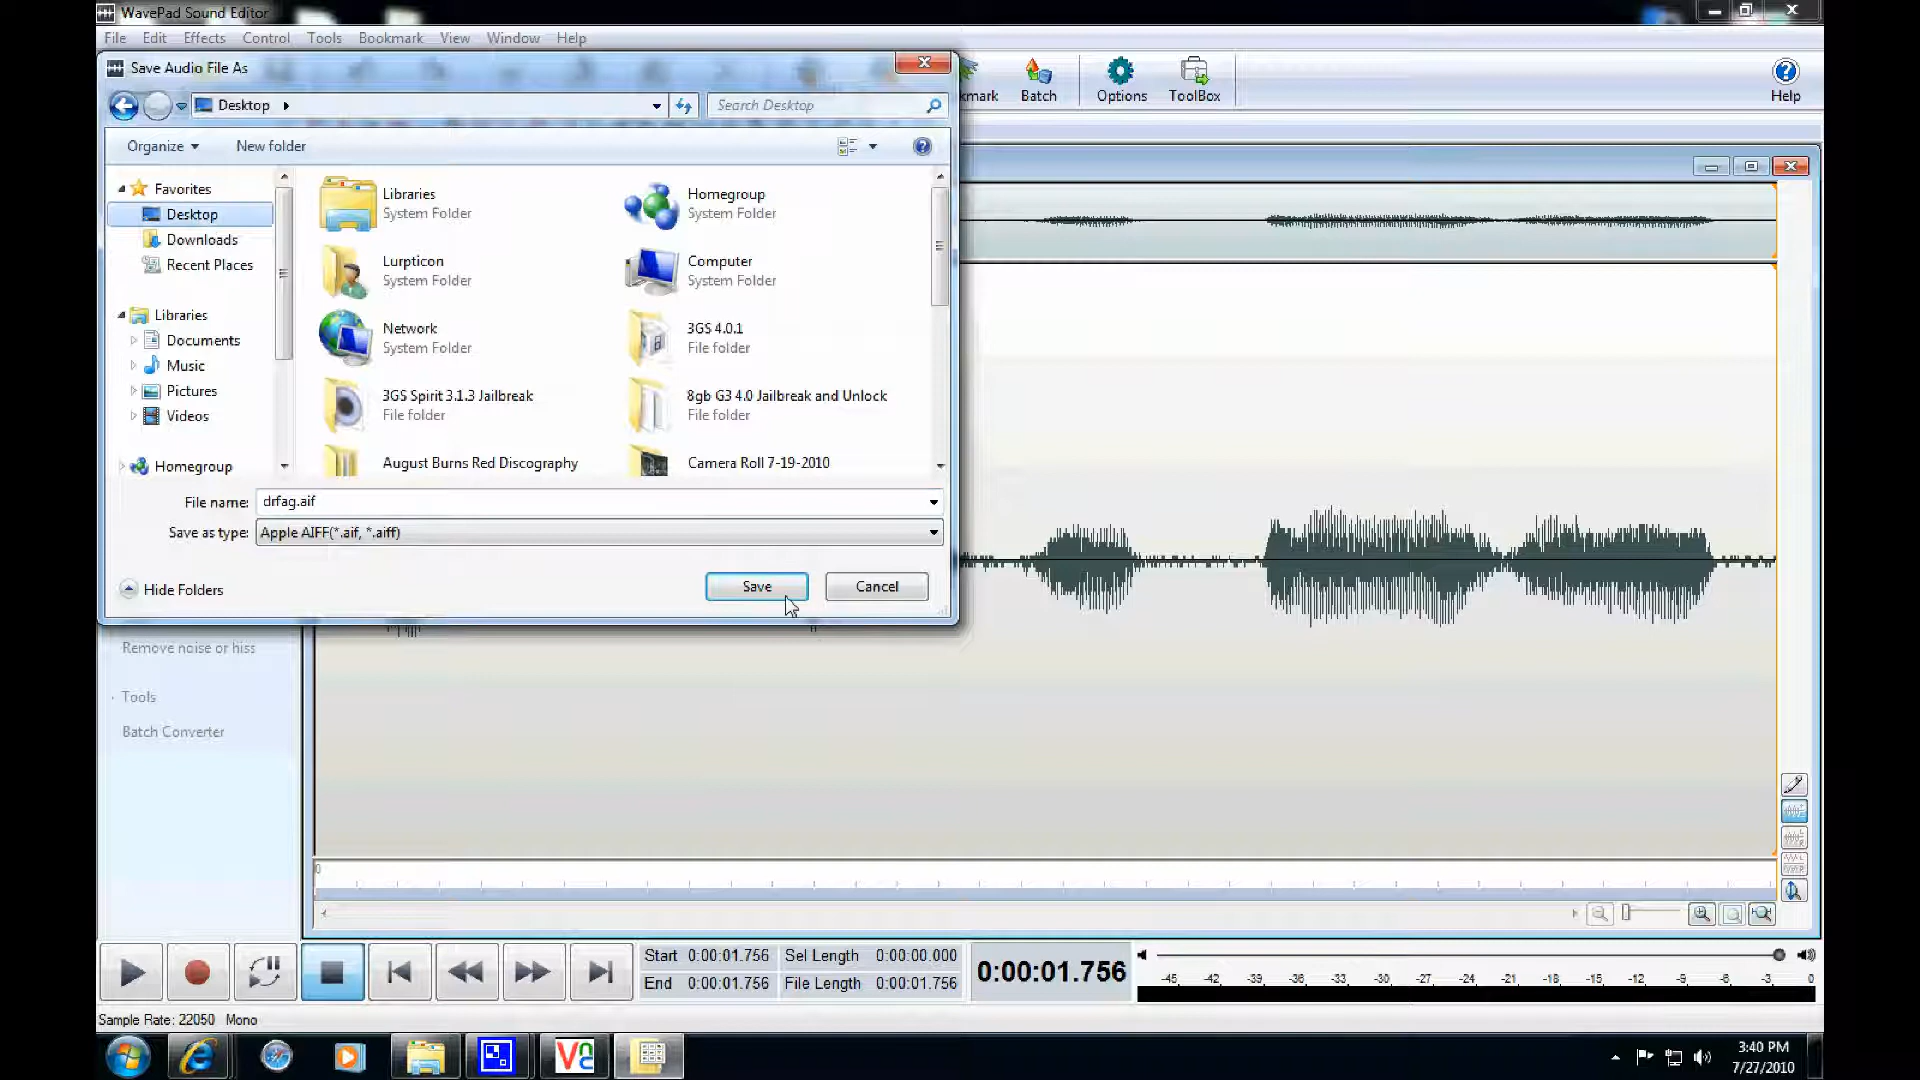 WavePad Sound Editor
File Edit Effects Control Tools Bookmark View Window Help
Save Audio File As
Desktop
Search Desktop
kmark Batch Options ToolBox Help
Organize New folder
Favorites
Desktop
Downloads
Recent Places
Libraries
Documents
Music
Pictures
Videos
Homegroup
Libraries
System Folder
Homegroup
System Folder
Lurpticon
System Folder
Computer
System Folder
Network
System Folder
3GS 4.0.1
File folder
3GS Spirit 3.1.3 Jailbreak
File folder
8gb G3 4.0 Jailbreak and Unlock
File folder
August Burns Red Discography
Camera Roll 7-19-2010
File name: drfag.aif
Save as type: Apple AIFF(*.aif, *.aiff)
Hide Folders
Save Cancel
Remove noise or hiss
Tools
Batch Converter
0
Start 0:00:01.756 Sel Length 0:00:00.000
End 0:00:01.756 File Length 0:00:01.756
0:00:01.756
-45 -42 -39 -36 -33 -30 -27 -24 -21 -18 -15 -12 -9 -6 -3 0
Sample Rate: 22050 Mono
3:40 PM
7/27/2010